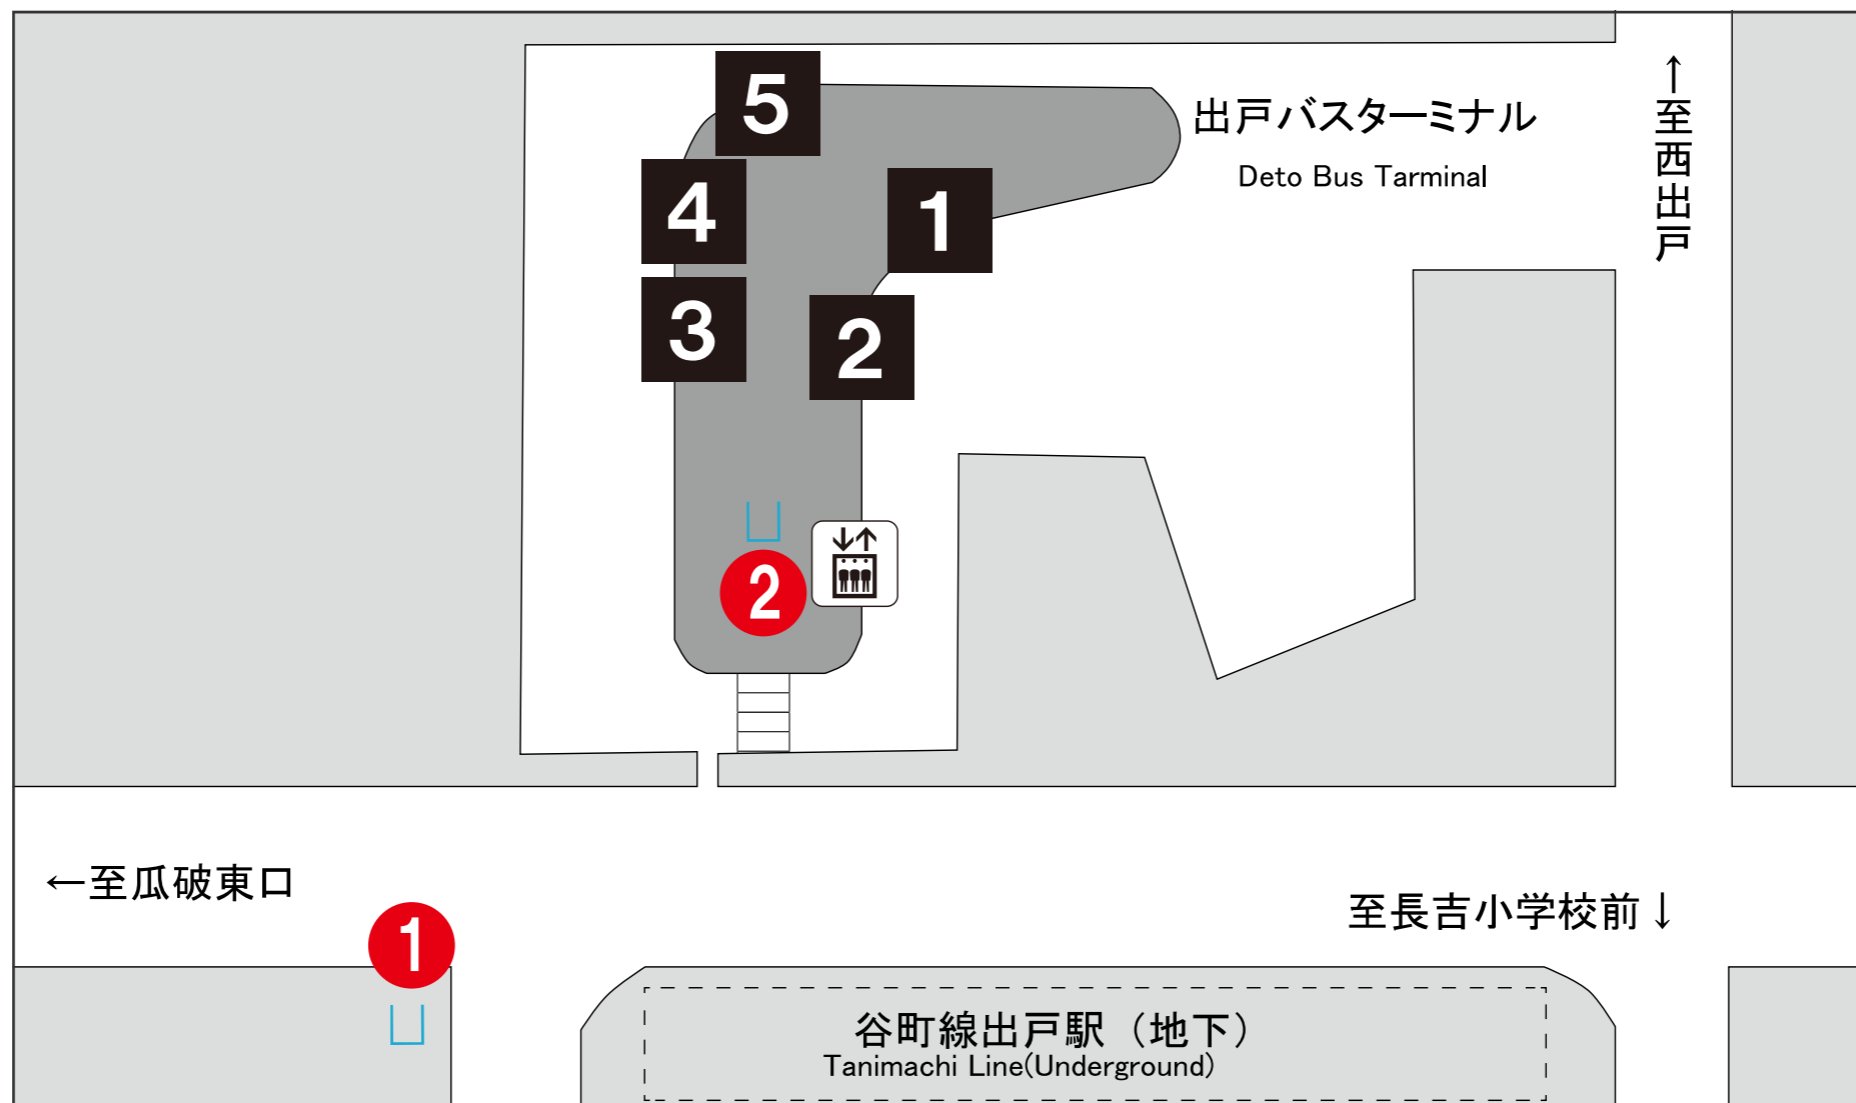 5
出戸バスターミナル
Deto Bus Tarminal
↑至西出戸
4
1
3
2
2
←至瓜破東口
至長吉小学校前↓
1
谷町線出戸駅（地下）
Tanimachi Line(Underground)